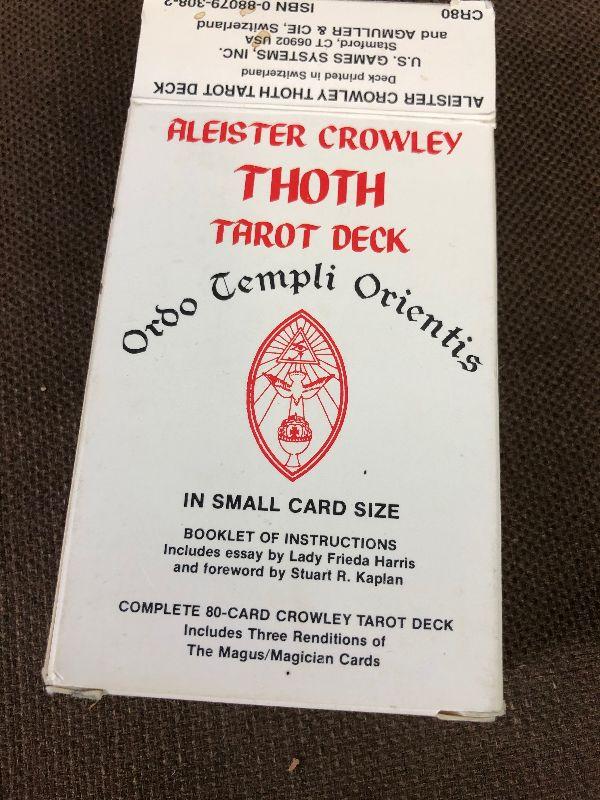 ALEISTER CROWLEY THOTH TAROT DECK
Deck printed in Switzerland
U.S. GAMES SYSTEMS, INC.
Stamford, CT 06902 USA
and AGMULLER & CIE, Switzerland
CR80 ISBN 0-88079-308-2
ALEISTER CROWLEY
THOTH
TAROT DECK
Ordo Templi Orientis
IN SMALL CARD SIZE
BOOKLET OF INSTRUCTIONS
Includes essay by Lady Frieda Harris
and foreword by Stuart R. Kaplan
COMPLETE 80-CARD CROWLEY TAROT DECK
Includes Three Renditions of
The Magus/Magician Cards